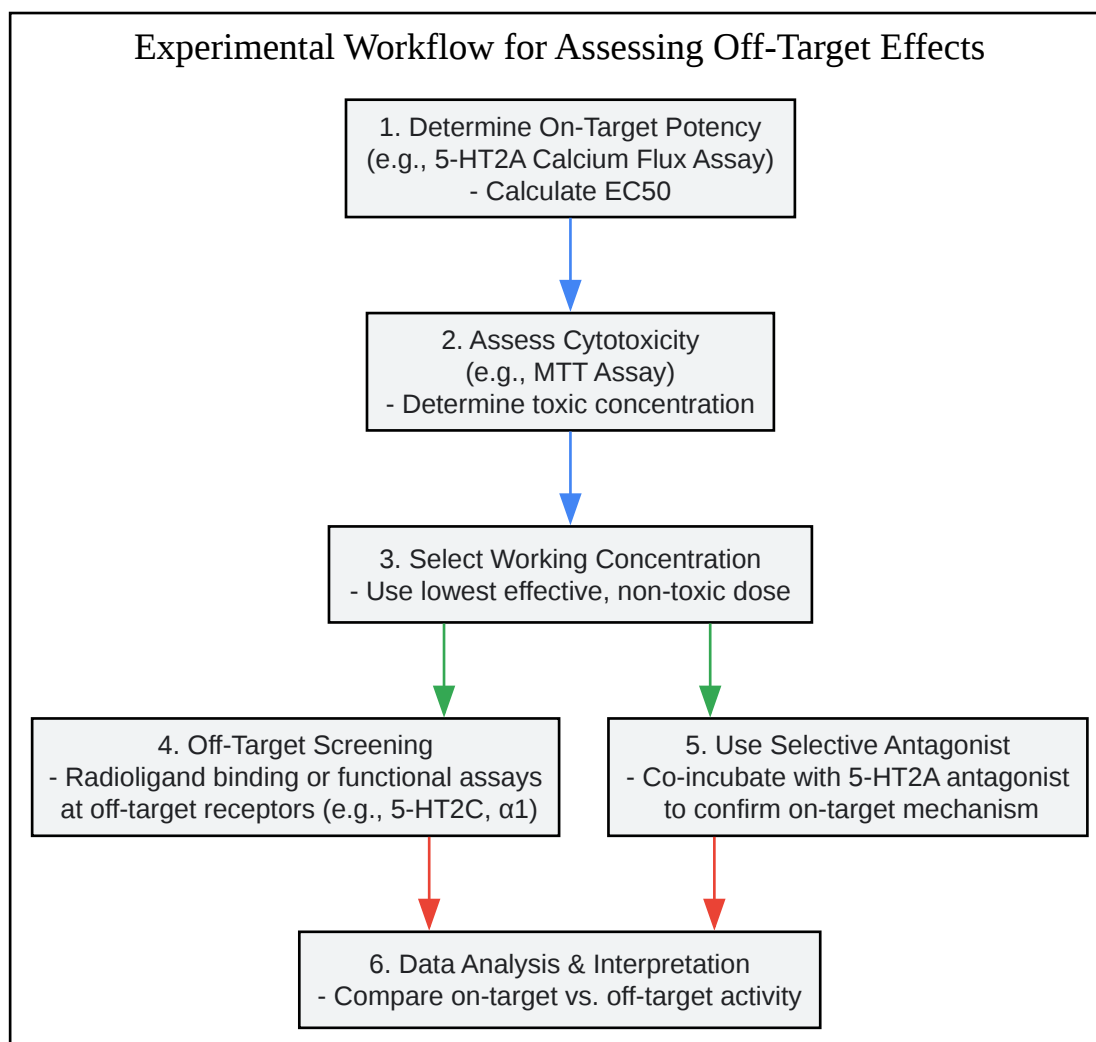 Experimental Workflow for Assessing Off-Target Effects
1. Determine On-Target Potency
(e.g., 5-HT2A Calcium Flux Assay)
- Calculate EC50
2. Assess Cytotoxicity
(e.g., MTT Assay)
- Determine toxic concentration
3. Select Working Concentration
- Use lowest effective, non-toxic dose
4. Off-Target Screening
- Radioligand binding or functional assays
at off-target receptors (e.g., 5-HT2C, α1)
5. Use Selective Antagonist
- Co-incubate with 5-HT2A antagonist
to confirm on-target mechanism
6. Data Analysis & Interpretation
- Compare on-target vs. off-target activity